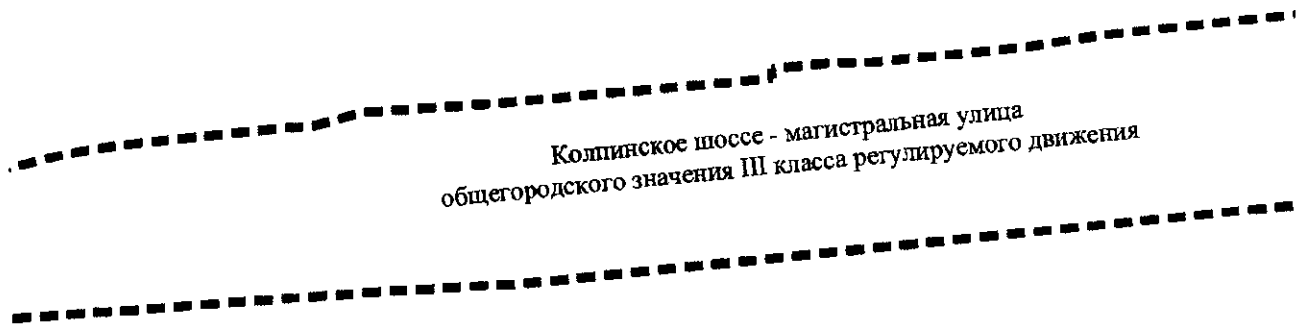 Колпинское шоссе - магистральная улица
общегородского значения III класса регулируемого движения